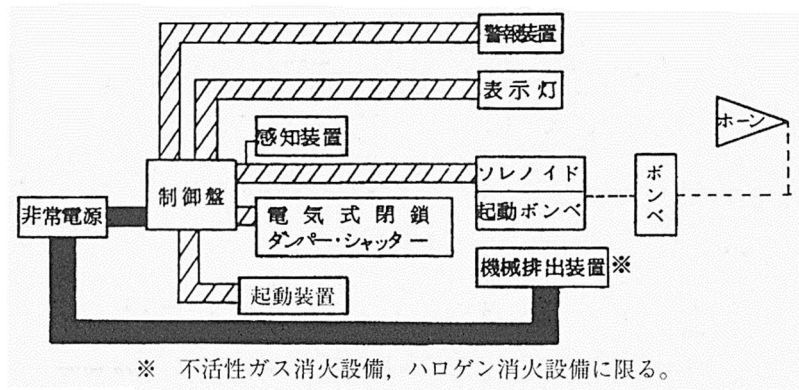 警報装置
表示灯
ホーン
感知装置
制御盤
ソレノイド
起動ボンベ
ボンベ
非常電源
電気式閉鎖
ダンパー・シャッター
機械排出装置※
起動装置
※ 不活性ガス消火設備，ハロゲン消火設備に限る。